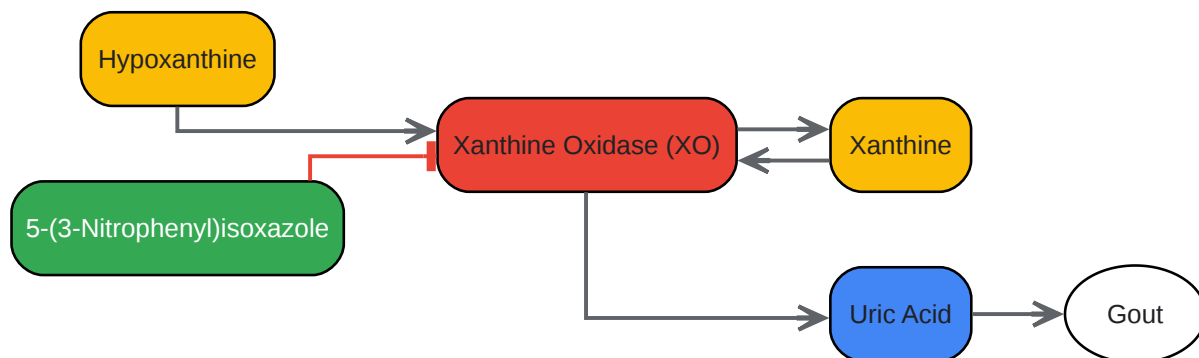 Hypoxanthine
Xanthine Oxidase (XO)
Xanthine
5-(3-Nitrophenyl)isoxazole
Uric Acid
Gout